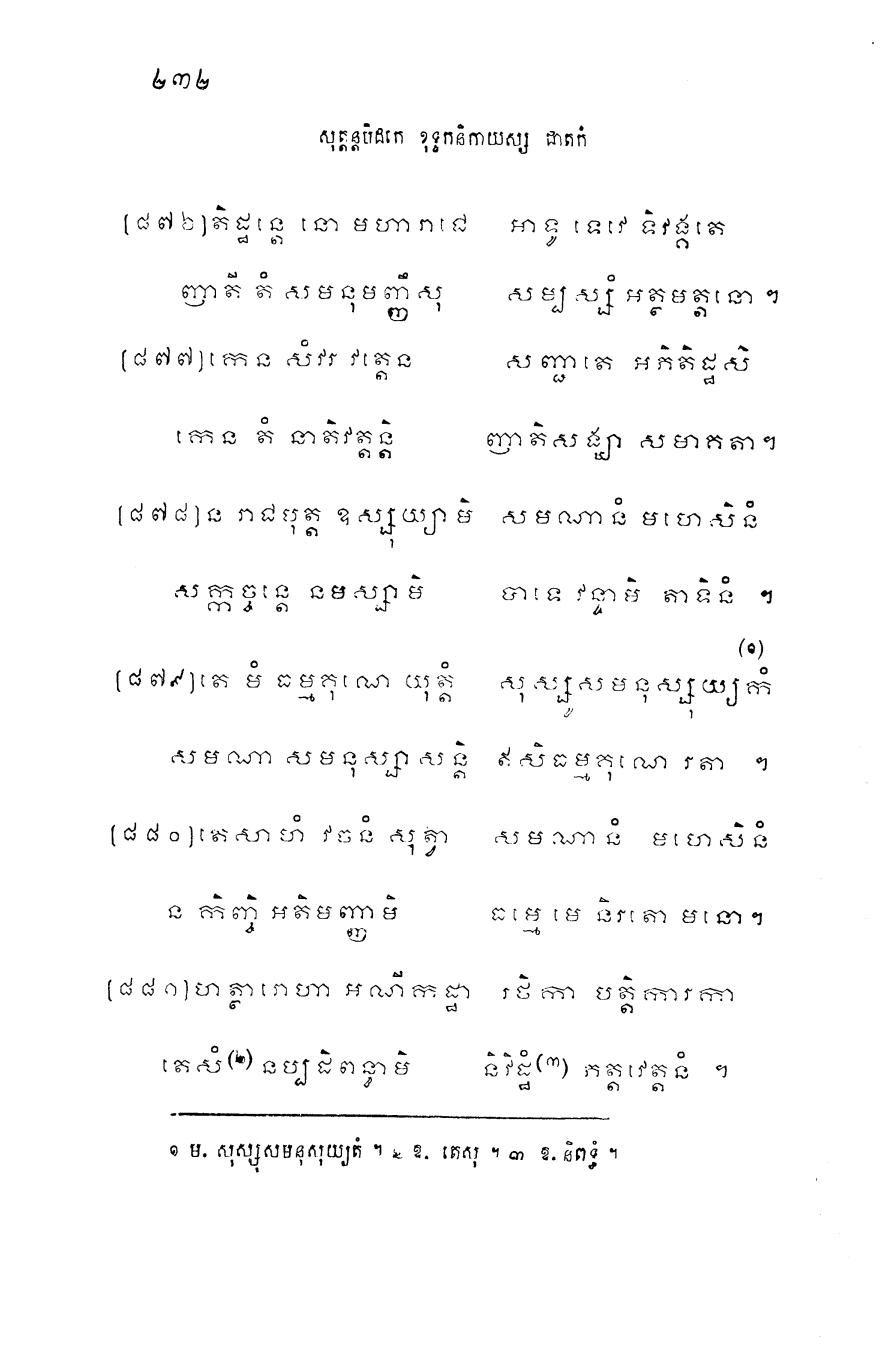 ២៣២
សុត្តន្តបិដកេ ខុទ្ទកនិកាយស្ស ជាតកំ
[៨៧៦] តិដ្ឋន្តេ នោ មហារាជេ អាទូ ទេវេ ទិវង្គតេ
ញាតី តំ សមនុមញ្ញឹសុ សម្បស្សំ អត្ថមត្តនោ ។
[៨៧៧] កេន សំវរ វត្តេន សញ្ជាតេ អភិតិដ្ឋសិ
កេន តំ នាតិវត្តន្តិ ញាតិសង្ឃា សមាគតា។
[៨៧៨] ន រាជបុត្ត ឧស្សុយ្យាមិ សមណានំ មហេសិនំ
សក្កច្ចន្តេ នមស្សាមិ បាទេ វន្ទាមិ តាទិនំ ។
[៨៧៩] តេ មំ ធម្មគុណេ យុត្តំ សុស្សូសមនុស្សុយ្យកំ (១)
សមណា សមនុស្សាសន្តិ ឥសិធម្មគុណេ រតា ។
[៨៨០] តេសាហំ វចនំ សុត្វា សមណានំ មហេសិនំ
ន កិញ្ចិ អតិមញ្ញាមិ ធម្មេ មេ និរតោ មនោ។
[៨៨១] ហត្ថារោហា អណីកដ្ឋា រថិកា បត្តិការកា
តេសំ(២) នប្បដិពន្ធាមិ និវិដ្ឋំ(៣) ភត្តវេត្តនំ ។
១ ម. សុស្សុសមនុសុយ្យតំ ។ ២ ឱ. តេសុ ។ ៣ ឱ. និពទ្ធំ ។